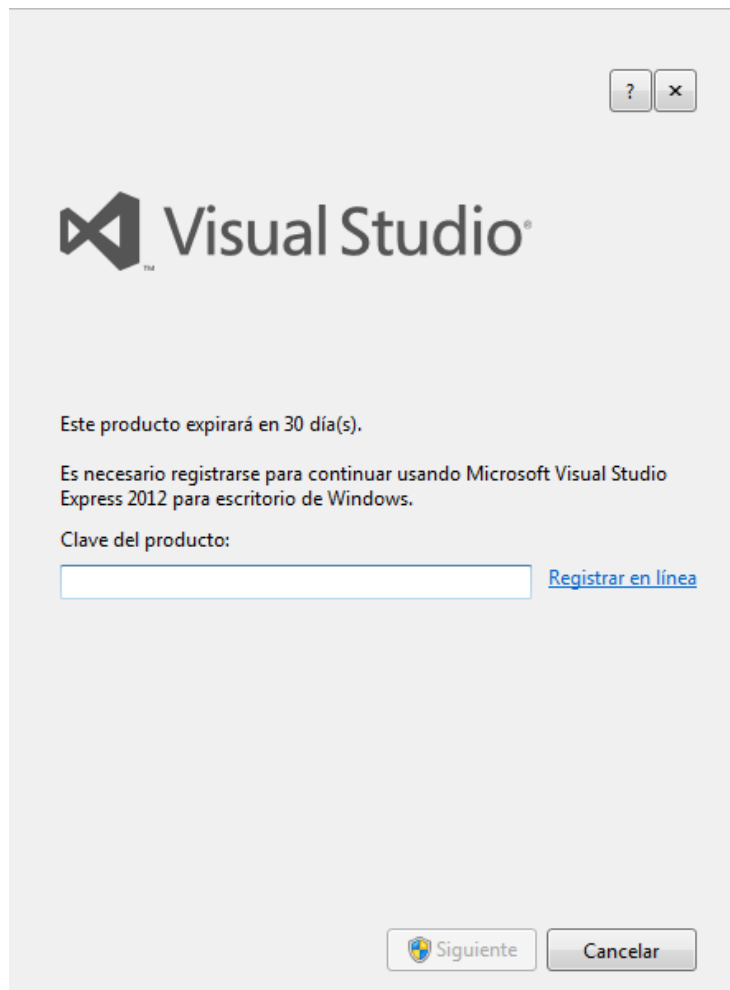 ?
×
Visual Studio®
™
Este producto expirará en 30 día(s).
Es necesario registrarse para continuar usando Microsoft Visual Studio
Express 2012 para escritorio de Windows.
Clave del producto:
Registrar en línea
Siguiente
Cancelar